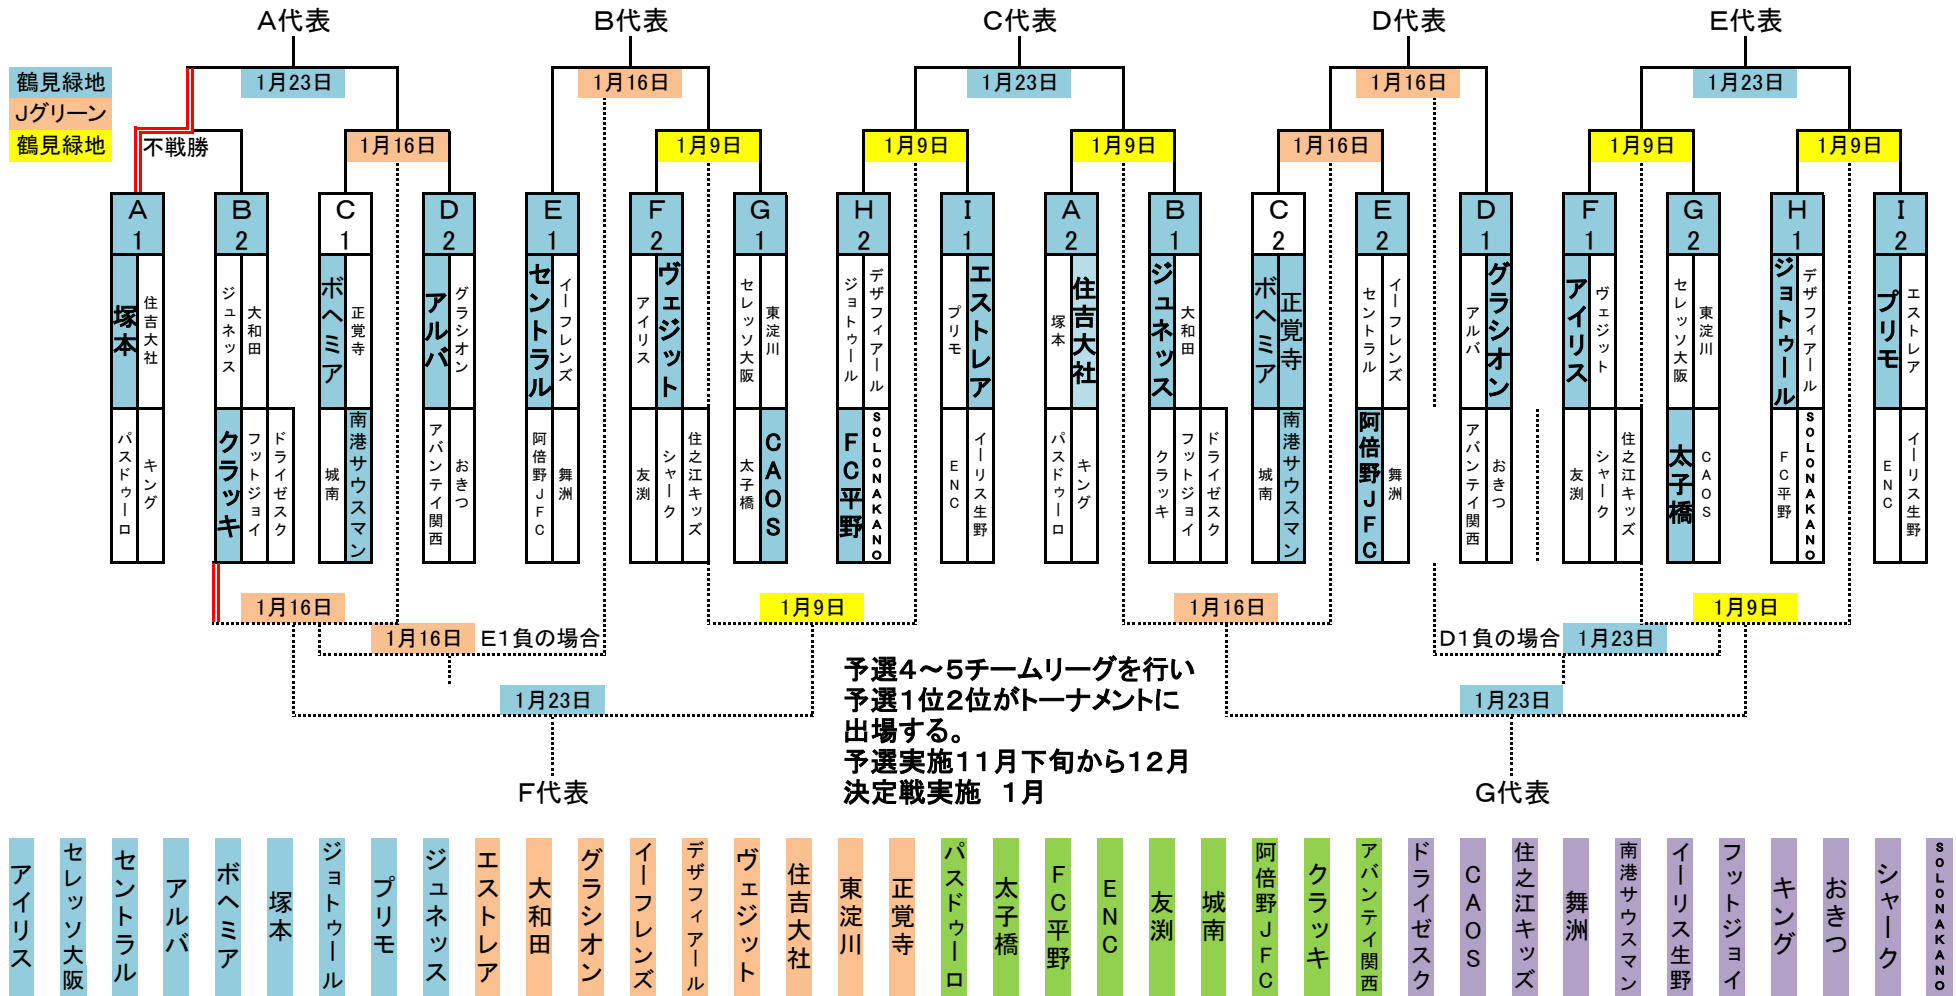 A代表
B代表
C代表
D代表
E代表
鶴見緑地
Jグリーン
鶴見緑地
1月23日
1月16日
1月23日
1月16日
1月23日
不戦勝
1月16日
1月9日
1月9日
1月9日
1月16日
1月9日
1月9日
A1
B2
C1
D2
E1
F2
G1
H2
I1
A2
B1
C2
E2
D1
F1
G2
H1
I2
塚本
住吉大社
ジュネッス
大和田
ボヘミア
正覚寺
アルバ
グラシオン
セントラル
イーフレンズ
アイリス
ヴェジット
セレッソ大阪
東淀川
ジョトゥール
デザフィアール
プリモ
エストレア
塚本
住吉大社
ジュネッス
大和田
ボヘミア
正覚寺
セントラル
イーフレンズ
アルバ
グラシオン
アイリス
ヴェジット
セレッソ大阪
東淀川
ジョトゥール
デザフィアール
プリモ
エストレア
パスドゥーロ
キング
クラッキ
フットジョイ
ドライゼスク
城南
南港サウスマン
アバンティ関西
おきつ
阿倍野JFC
舞洲
友渕
シャーク
住之江キッズ
太子橋
CAOS
FC平野
SOLONAKANO
ENC
イーリス生野
パスドゥーロ
キング
クラッキ
フットジョイ
ドライゼスク
城南
南港サウスマン
阿倍野JFC
舞洲
アバンティ関西
おきつ
友渕
シャーク
住之江キッズ
太子橋
CAOS
FC平野
SOLONAKANO
ENC
イーリス生野
1月16日
1月9日
1月16日
1月9日
1月16日 E1負の場合
D1負の場合 1月23日
1月23日
1月23日
予選4～5チームリーグを行い
予選1位2位がトーナメントに
出場する。
予選実施11月下旬から12月
決定戦実施 1月
F代表
G代表
アイリス
セレッソ大阪
セントラル
アルバ
ボヘミア
塚本
ジョトゥール
プリモ
ジュネッス
エストレア
大和田
グラシオン
イーフレンズ
デザフィアール
ヴェジット
住吉大社
東淀川
正覚寺
パスドゥーロ
太子橋
FC平野
ENC
友渕
城南
阿倍野JFC
クラッキ
アバンティ関西
ドライゼスク
CAOS
住之江キッズ
舞洲
南港サウスマン
イーリス生野
フットジョイ
キング
おきつ
シャーク
SOLONAKANO